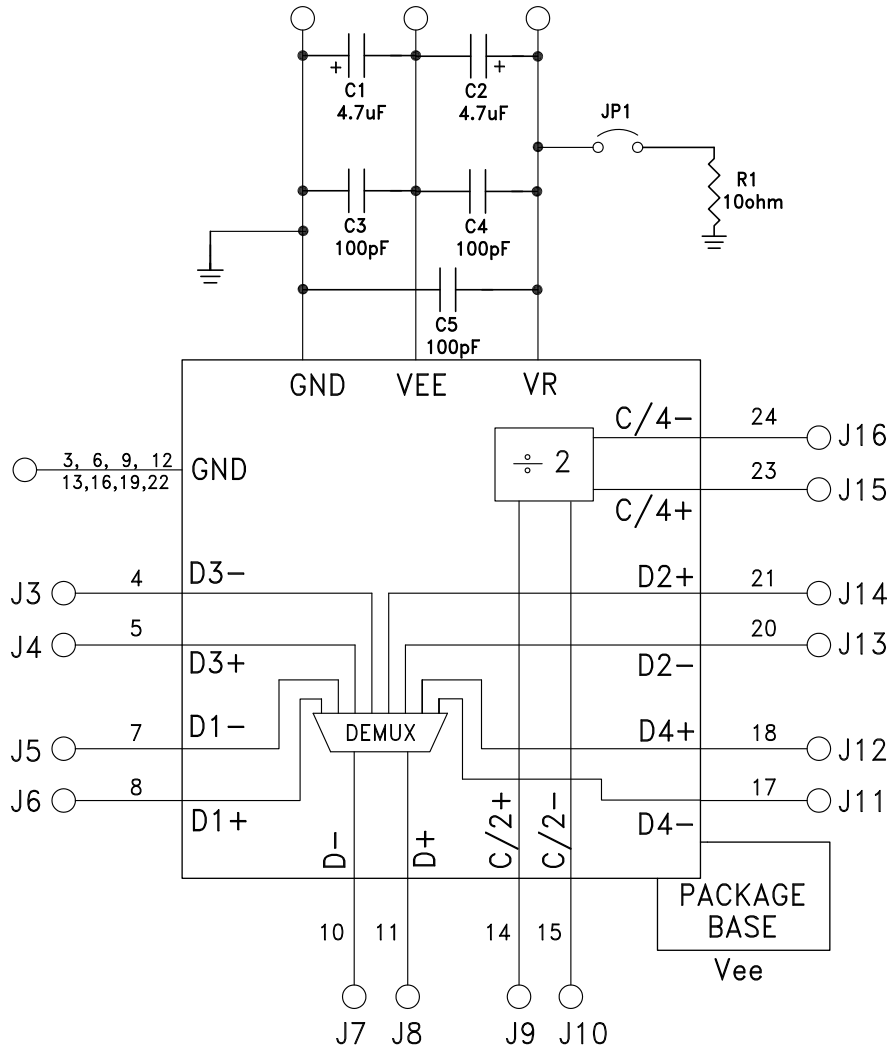 +
C1
4.7uF
+
C2
4.7uF
JP1
R1
10ohm
C3
100pF
C4
100pF
C5
100pF
GND
VEE
VR
C/4-
24
J16
3, 6, 9, 12
13,16,19,22
GND
÷ 2
23
J15
C/4+
J3
4
D3-
D2+
21
J14
J4
5
D3+
20
J13
D2-
J5
7
D1-
DEMUX
D4+
18
J12
J6
8
D1+
17
J11
D4-
D-
D+
C/2+
C/2-
PACKAGE
BASE
Vee
10
11
14
15
J7
J8
J9
J10